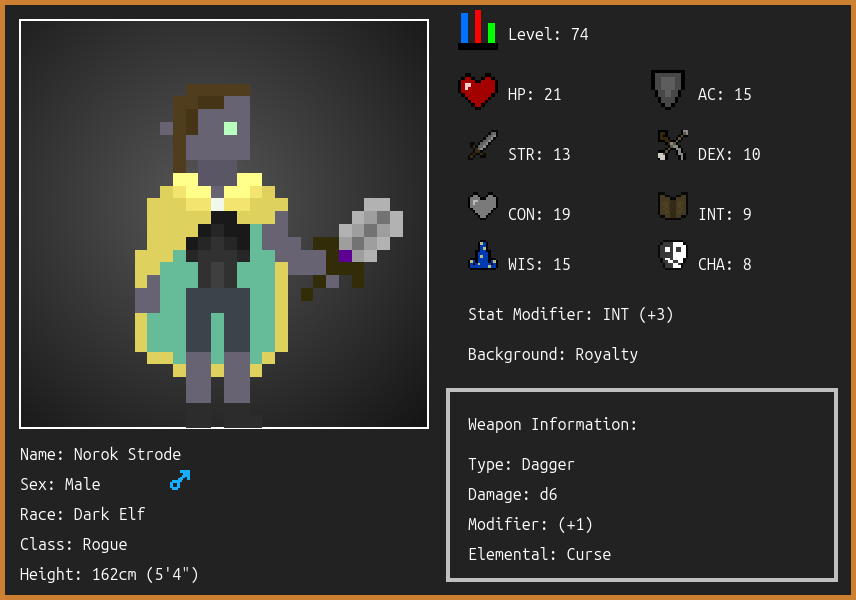 Level: 74
HP: 21
AC: 15
STR: 13
DEX: 10
CON: 19
INT: 9
WIS: 15
CHA: 8
Stat Modifier: INT (+3)
Background: Royalty
Weapon Information:
Type: Dagger
Damage: d6
Modifier: (+1)
Elemental: Curse
Name: Norok Strode
Sex: Male
Race: Dark Elf
Class: Rogue
Height: 162cm (5'4")